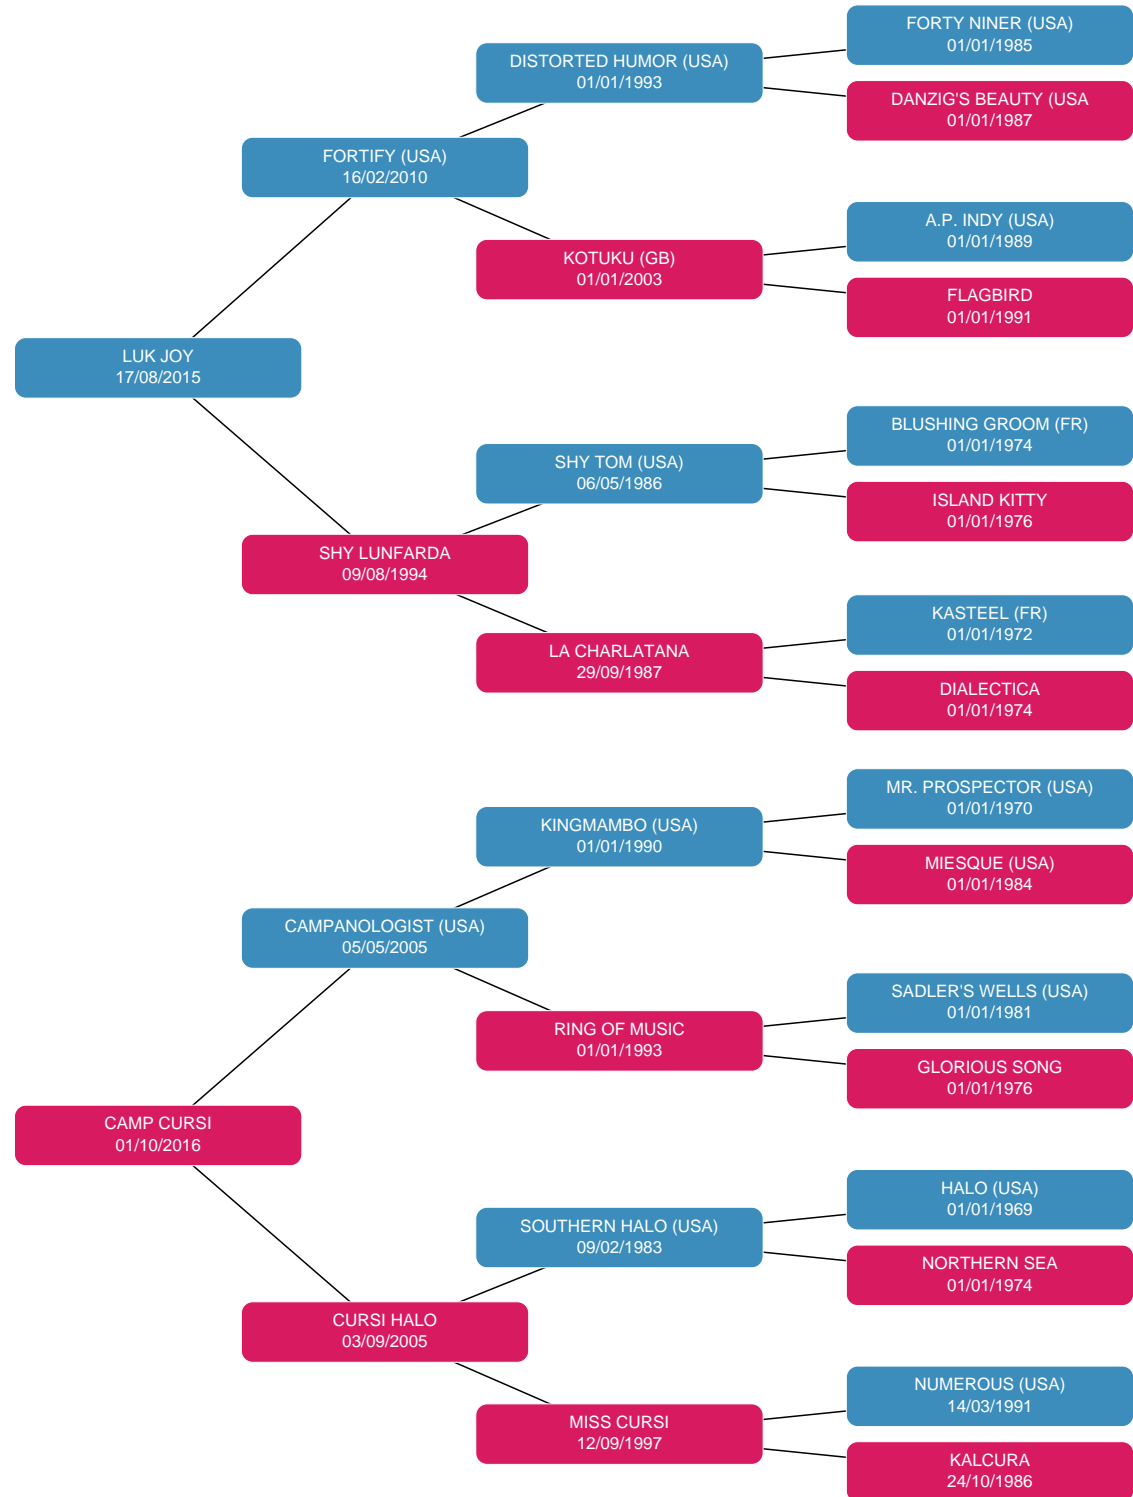 FORTY NINER (USA)
01/01/1985
DISTORTED HUMOR (USA)
01/01/1993
DANZIG'S BEAUTY (USA
01/01/1987
FORTIFY (USA)
16/02/2010
A.P. INDY (USA)
01/01/1989
KOTUKU (GB)
01/01/2003
FLAGBIRD
01/01/1991
LUK JOY
17/08/2015
BLUSHING GROOM (FR)
01/01/1974
SHY TOM (USA)
06/05/1986
ISLAND KITTY
01/01/1976
SHY LUNFARDA
09/08/1994
KASTEEL (FR)
01/01/1972
LA CHARLATANA
29/09/1987
DIALECTICA
01/01/1974
MR. PROSPECTOR (USA)
01/01/1970
KINGMAMBO (USA)
01/01/1990
MIESQUE (USA)
01/01/1984
CAMPANOLOGIST (USA)
05/05/2005
SADLER'S WELLS (USA)
01/01/1981
RING OF MUSIC
01/01/1993
GLORIOUS SONG
01/01/1976
CAMP CURSI
01/10/2016
HALO (USA)
01/01/1969
SOUTHERN HALO (USA)
09/02/1983
NORTHERN SEA
01/01/1974
CURSI HALO
03/09/2005
NUMEROUS (USA)
14/03/1991
MISS CURSI
12/09/1997
KALCURA
24/10/1986